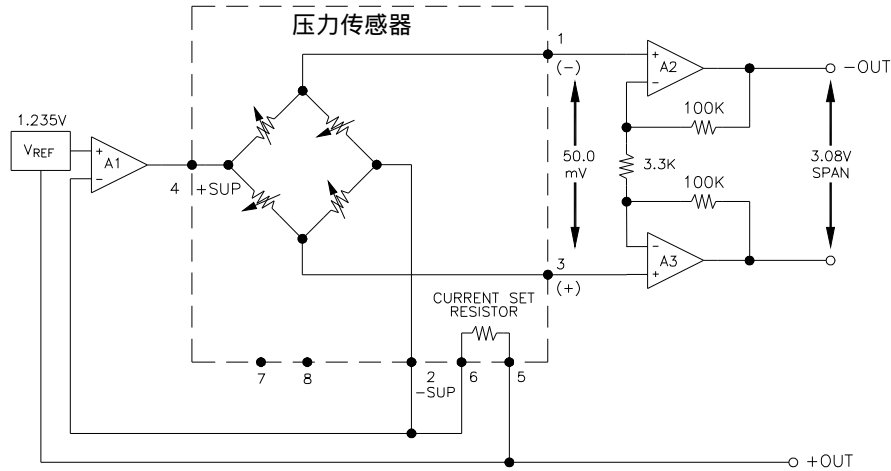 压力传感器
1
(-)
+
A2
-
-OUT
1.235V
VREF
+
A1
-
100K
4
+SUP
50.0
mV
3.3K
3.08V
SPAN
100K
-
A3
+
3
(+)
CURRENT SET
RESISTOR
7
8
2
-SUP
6
5
+OUT